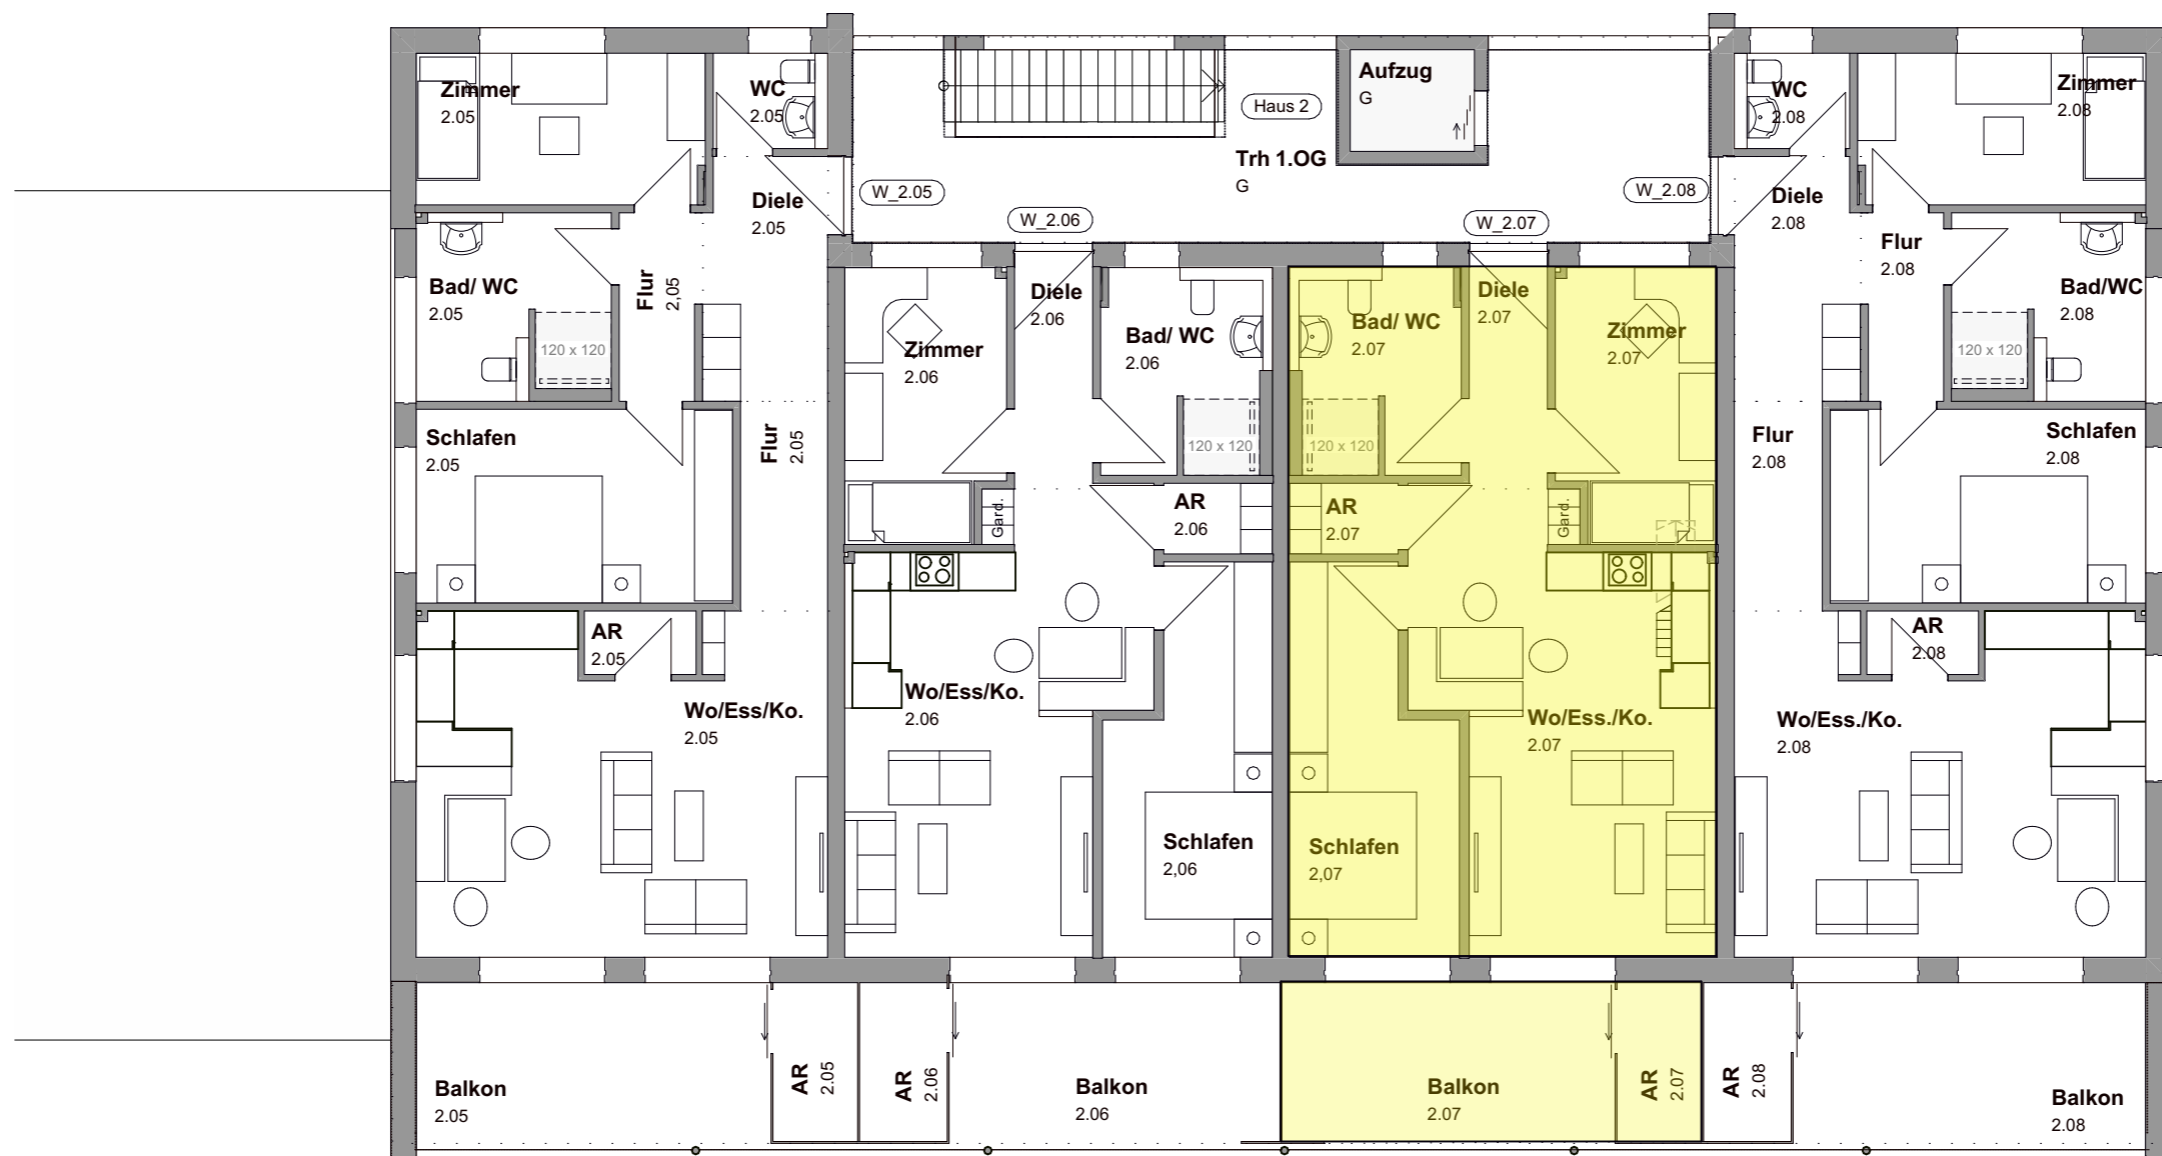 Zimmer
2.05
WC
2.05
Diele
2.05
W_2.05
Haus 2
Aufzug
G
Trh 1.OG
G
W_2.06
W_2.07
W_2.08
WC
2.08
Zimmer
2.08
Diele
2.08
Flur
2.08
Bad/ WC
2.05
120 x 120
Flur
2,05
Zimmer
2.06
Diele
2.06
Bad/ WC
2.06
120 x 120
Bad/ WC
2.07
120 x 120
Diele
2.07
Zimmer
2.07
Bad/WC
2.08
120 x 120
Schlafen
2.05
Flur
2.05
Gard.
AR
2.06
AR
2.07
Gard.
Flur
2.08
Schlafen
2.08
AR
2.05
Wo/Ess/Ko.
2.05
Wo/Ess/Ko.
2.06
Schlafen
2,06
Schlafen
2,07
Wo/Ess./Ko.
2.07
AR
2.08
Wo/Ess./Ko.
2.08
Balkon
2.05
AR
2.05
AR
2.06
Balkon
2.06
Balkon
2.07
AR
2.07
AR
2.08
Balkon
2.08